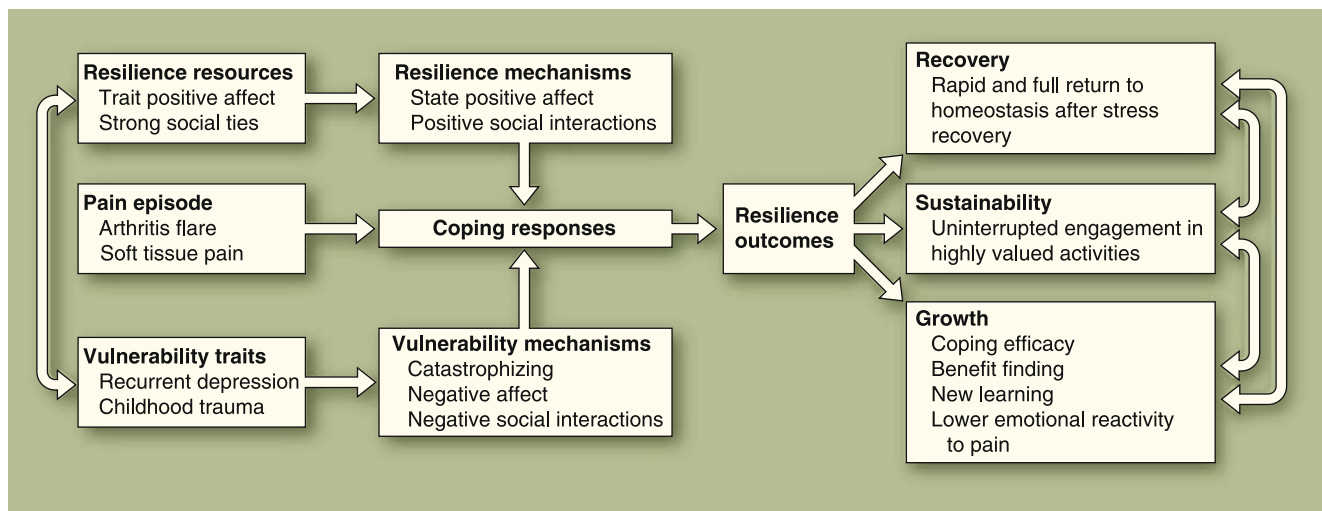 Resilience resources
Trait positive affect
Strong social ties
Resilience mechanisms
State positive affect
Positive social interactions
Pain episode
Arthritis flare
Soft tissue pain
Coping responses
Vulnerability traits
Recurrent depression
Childhood trauma
Vulnerability mechanisms
Catastrophizing
Negative affect
Negative social interactions
Resilience
outcomes
Recovery
Rapid and full return to
homeostasis after stress
recovery
Sustainability
Uninterrupted engagement in
highly valued activities
Growth
Coping efficacy
Benefit finding
New learning
Lower emotional reactivity
to pain